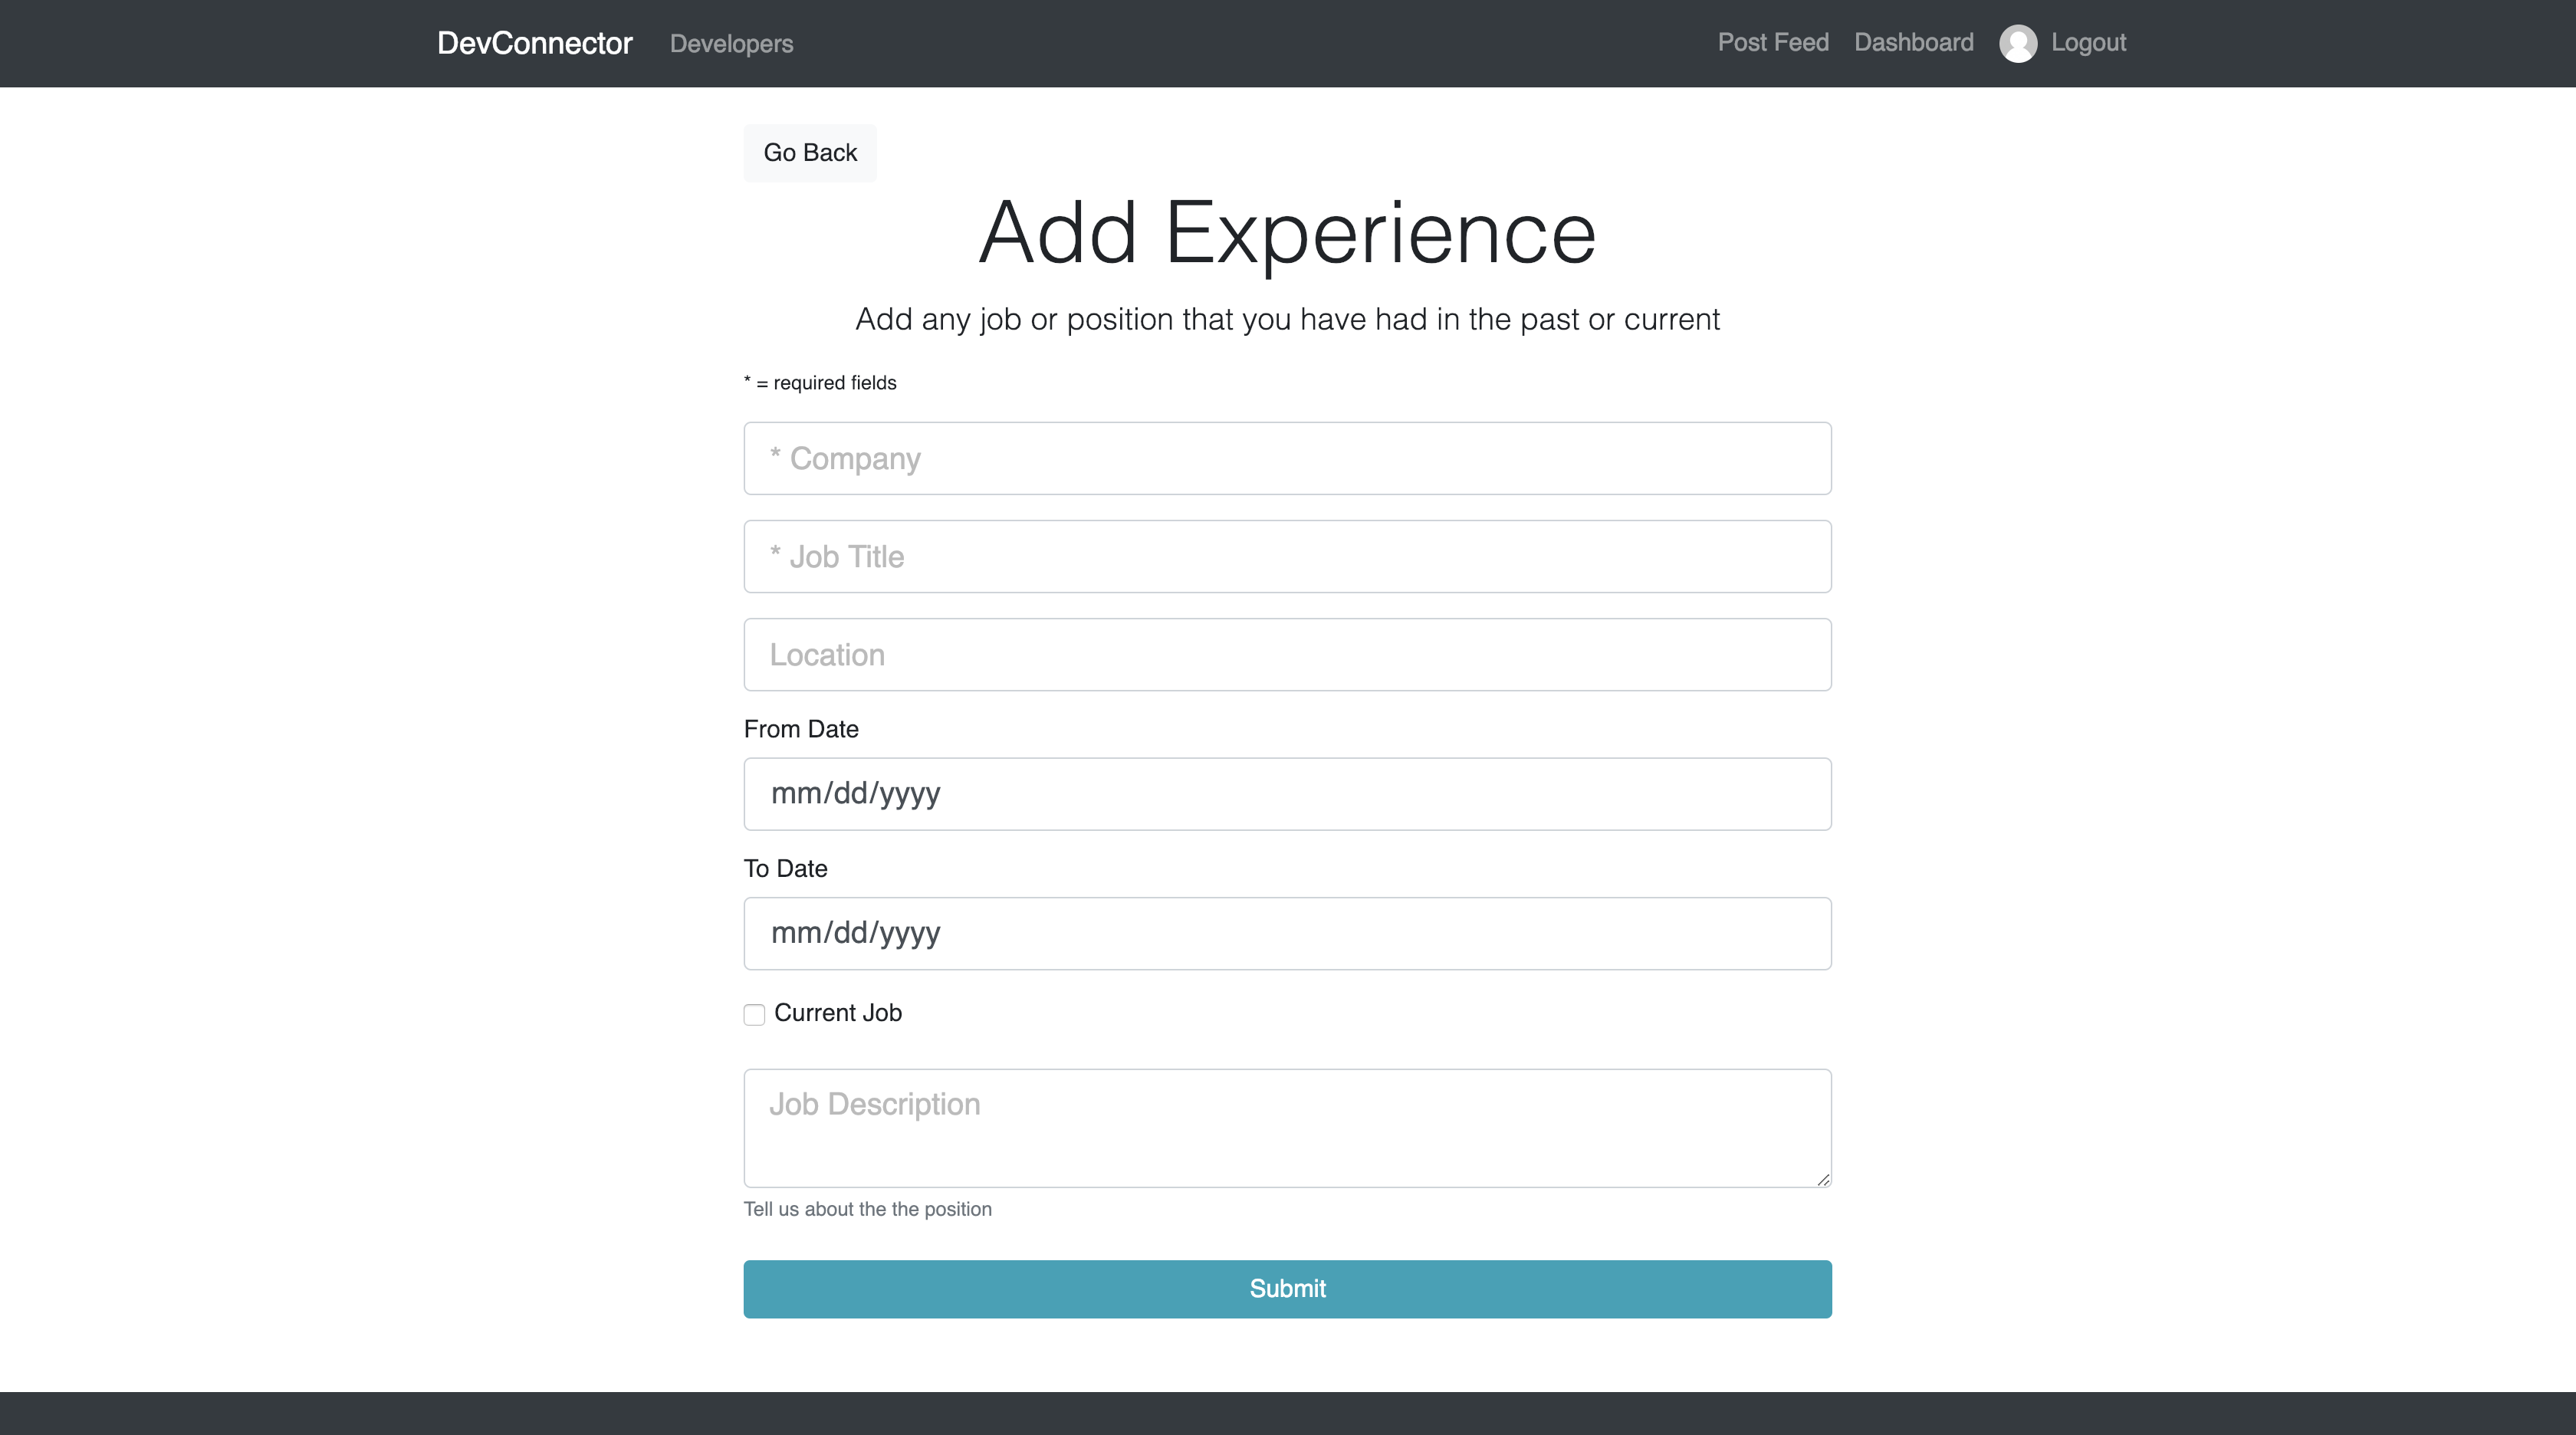 DevConnector Developers Post Feed Dashboard Logout
Go Back
Add Experience
Add any job or position that you have had in the past or current
* = required fields
* Company
* Job Title
Location
From Date
mm/dd/yyyy
To Date
mm/dd/yyyy
Current Job
Job Description
Tell us about the the position
Submit